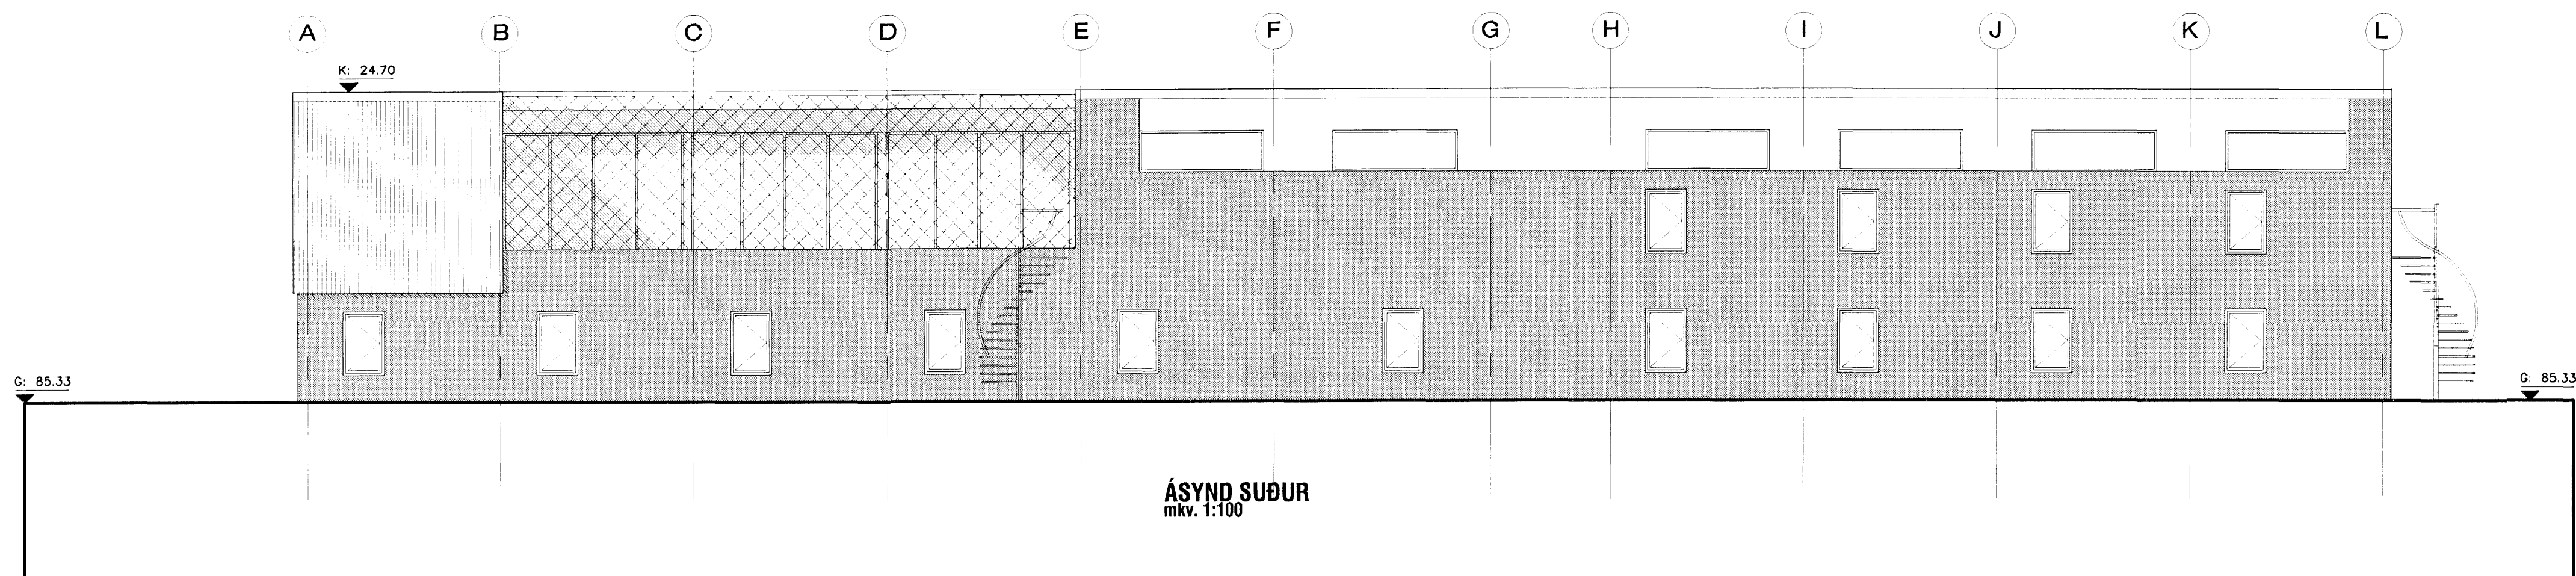 A B C D E F G H I J K L
K: 24.70
G: 85.33
G: 85.33
ÁSYND SUÐUR
mkv. 1:100